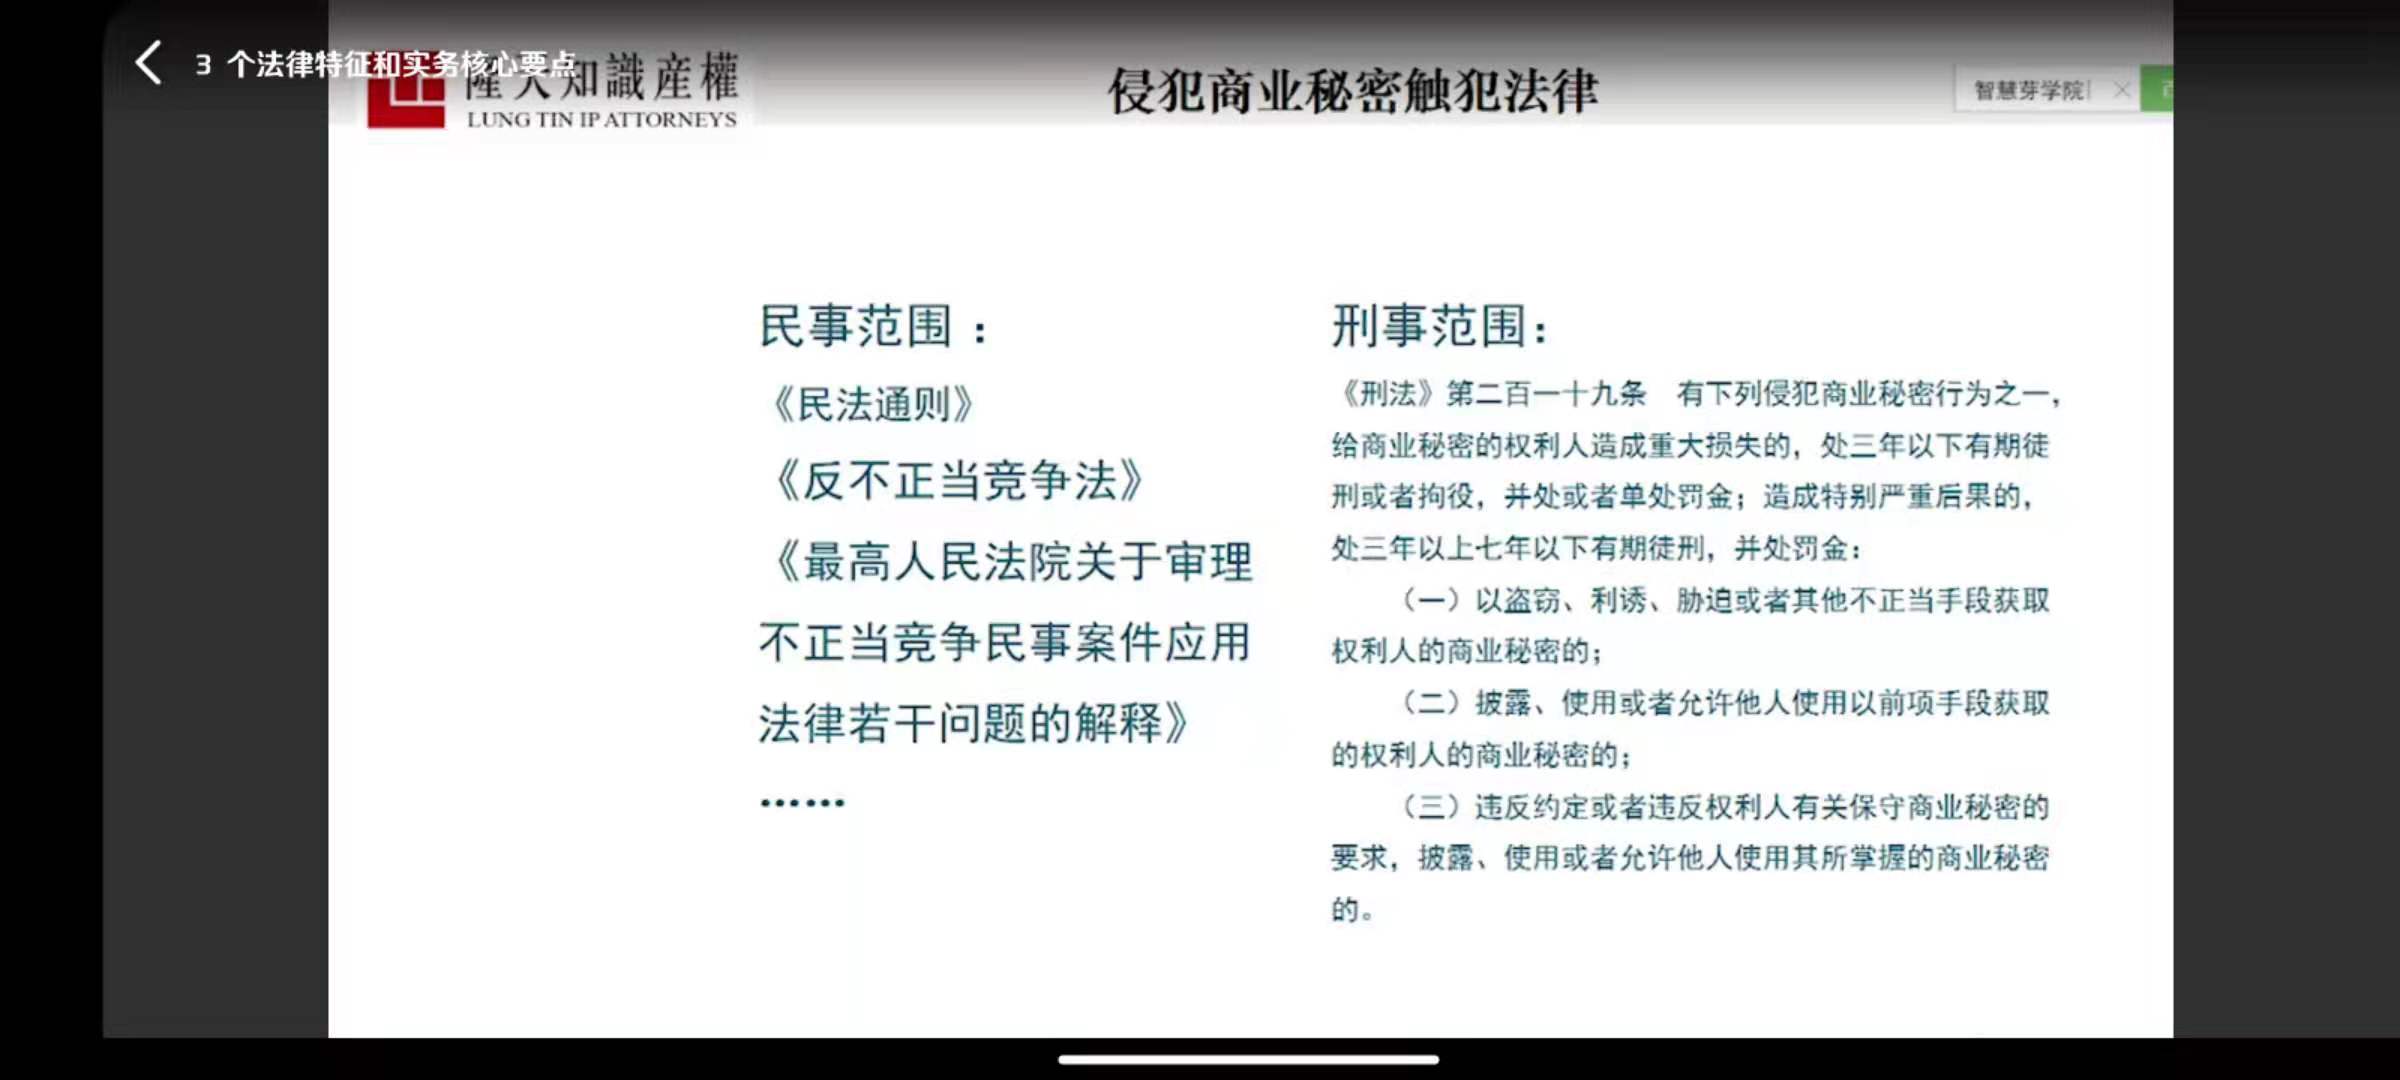 3 个法律特征和实务核心要点
隆天知識産權
LUNG TIN IP ATTORNEYS
侵犯商业秘密触犯法律
智慧芽学院
民事范围：
《民法通则》
《反不正当竞争法》
《最高人民法院关于审理
不正当竞争民事案件应用
法律若干问题的解释》
······
刑事范围：
《刑法》第二百一十九条　有下列侵犯商业秘密行为之一，
给商业秘密的权利人造成重大损失的，处三年以下有期徒
刑或者拘役，并处或者单处罚金；造成特别严重后果的，
处三年以上七年以下有期徒刑，并处罚金：
（一）以盗窃、利诱、胁迫或者其他不正当手段获取
权利人的商业秘密的；
（二）披露、使用或者允许他人使用以前项手段获取
的权利人的商业秘密的；
（三）违反约定或者违反权利人有关保守商业秘密的
要求，披露、使用或者允许他人使用其所掌握的商业秘密
的。